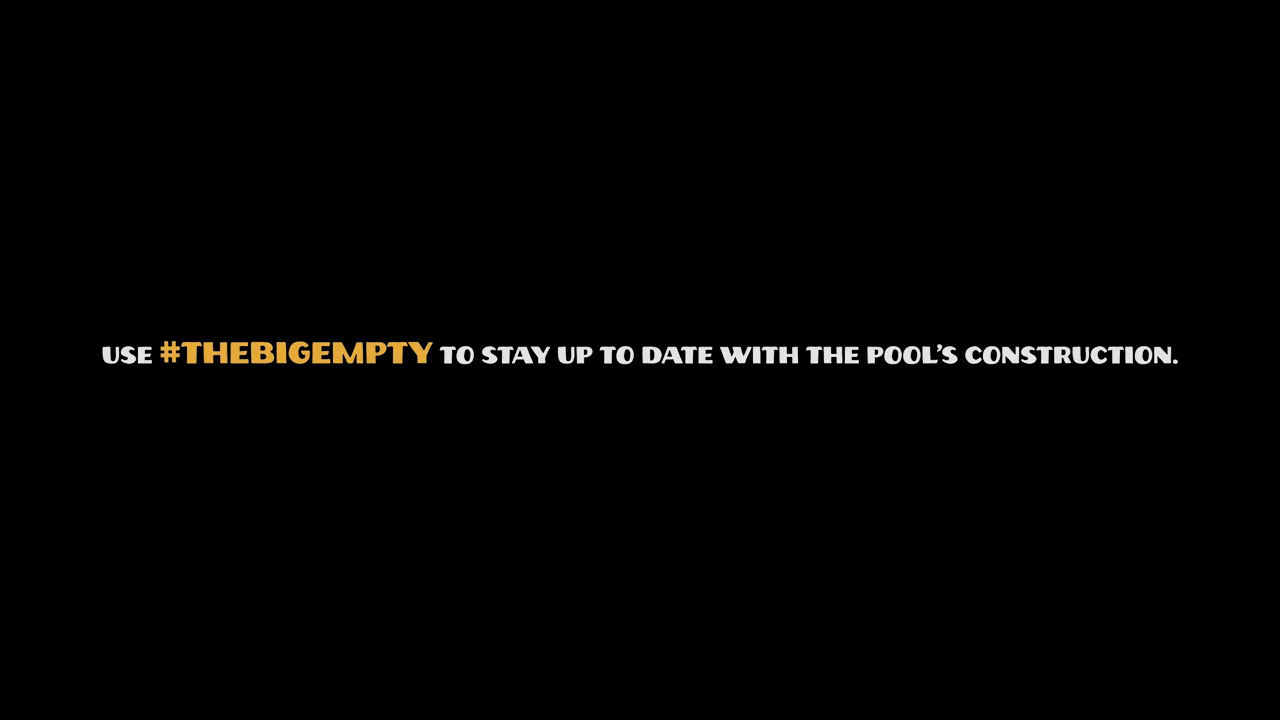 USE #THEBIGEMPTY TO STAY UP TO DATE WITH THE POOL’S CONSTRUCTION.